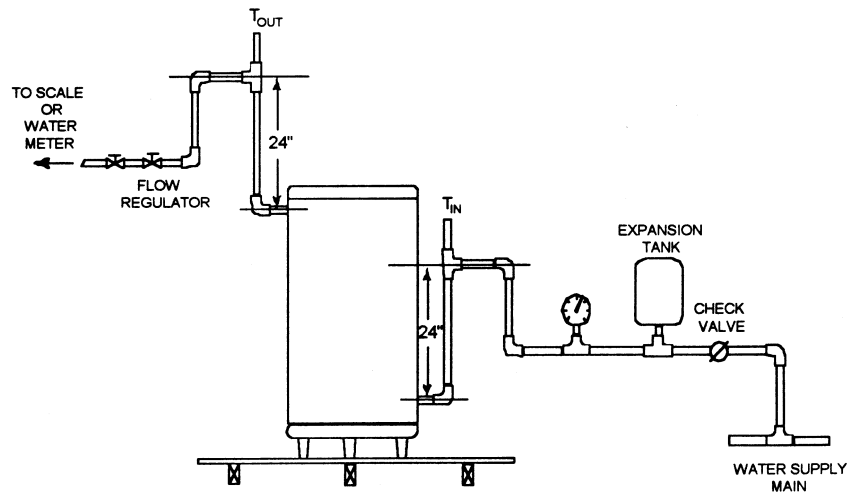 TOUT
TO SCALE
OR
WATER
METER
24"
FLOW
REGULATOR
TIN
EXPANSION
TANK
CHECK
VALVE
24"
WATER SUPPLY
MAIN